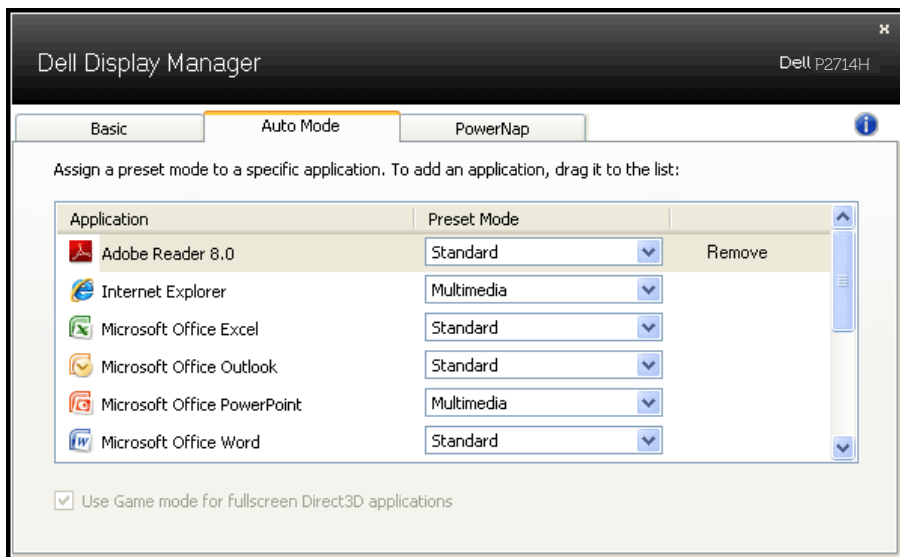 x
Dell Display Manager
Dell P2714H
Basic Auto Mode PowerNap
Assign a preset mode to a specific application. To add an application, drag it to the list:
Application Preset Mode
Adobe Reader 8.0 Standard Remove
Internet Explorer Multimedia
Microsoft Office Excel Standard
Microsoft Office Outlook Standard
Microsoft Office PowerPoint Multimedia
Microsoft Office Word Standard
Use Game mode for fullscreen Direct3D applications